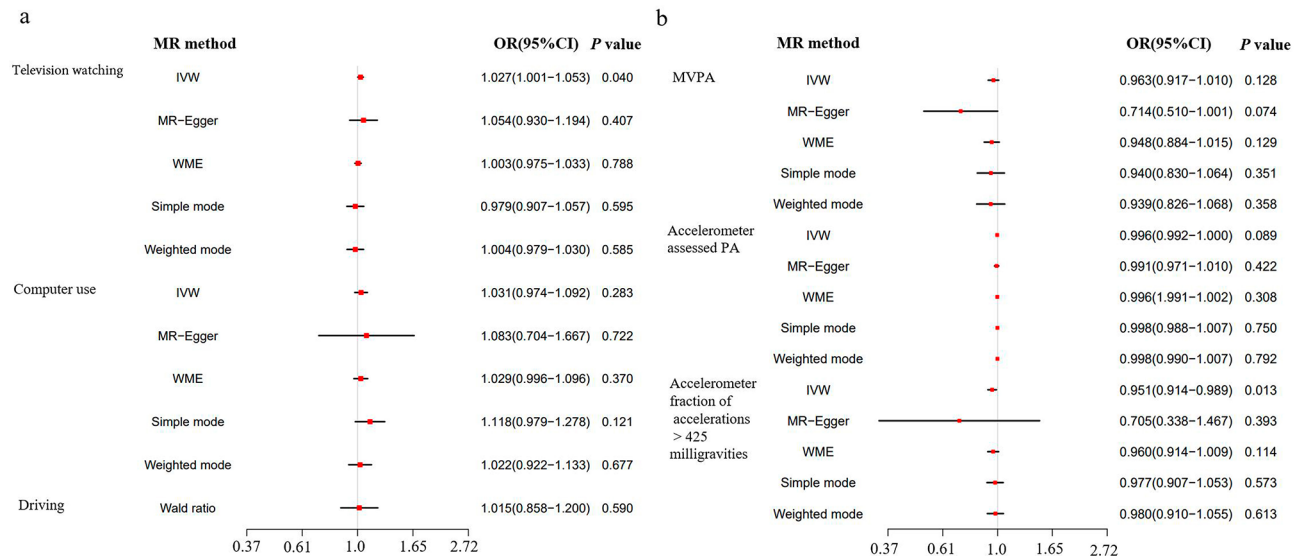 a
MR method OR(95%CI) P value
Television watching
IVW 1.027(1.001−1.053) 0.040
MR−Egger 1.054(0.930−1.194) 0.407
WME 1.003(0.975−1.033) 0.788
Simple mode 0.979(0.907−1.057) 0.595
Weighted mode 1.004(0.979−1.030) 0.585
Computer use
IVW 1.031(0.974−1.092) 0.283
MR−Egger 1.083(0.704−1.667) 0.722
WME 1.029(0.996−1.096) 0.370
Simple mode 1.118(0.979−1.278) 0.121
Weighted mode 1.022(0.922−1.133) 0.677
Driving Wald ratio 1.015(0.858−1.200) 0.590
0.37 0.61 1.0 1.65 2.72
b
MR method OR(95%CI) P value
MVPA IVW 0.963(0.917−1.010) 0.128
MR−Egger 0.714(0.510−1.001) 0.074
WME 0.948(0.884−1.015) 0.129
Simple mode 0.940(0.830−1.064) 0.351
Weighted mode 0.939(0.826−1.068) 0.358
Accelerometer
assessed PA
IVW 0.996(0.992−1.000) 0.089
MR−Egger 0.991(0.971−1.010) 0.422
WME 0.996(1.991−1.002) 0.308
Simple mode 0.998(0.988−1.007) 0.750
Weighted mode 0.998(0.990−1.007) 0.792
Accelerometer
fraction of
accelerations
> 425
milligravities
IVW 0.951(0.914−0.989) 0.013
MR−Egger 0.705(0.338−1.467) 0.393
WME 0.960(0.914−1.009) 0.114
Simple mode 0.977(0.907−1.053) 0.573
Weighted mode 0.980(0.910−1.055) 0.613
0.37 0.61 1.0 1.65 2.72